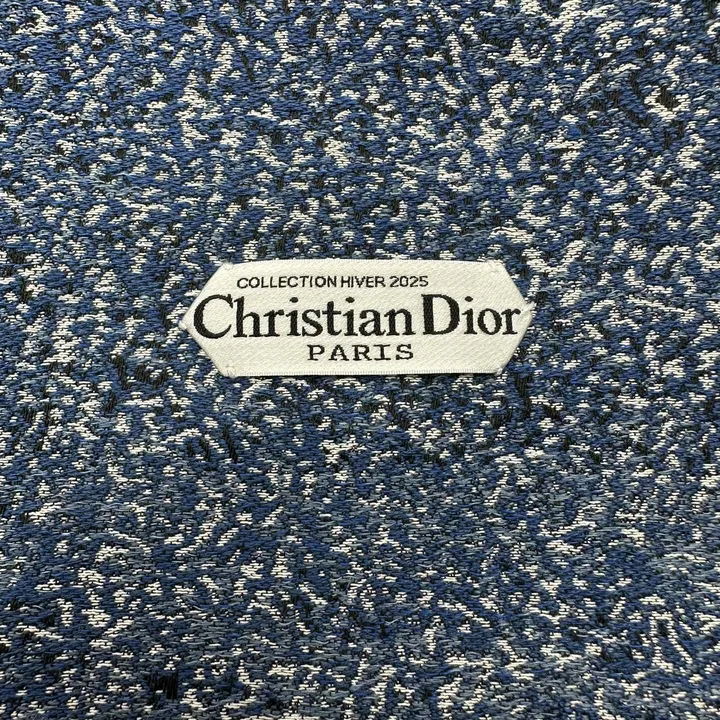 COLLECTION HIVER 2025
Christian Dior
PARIS